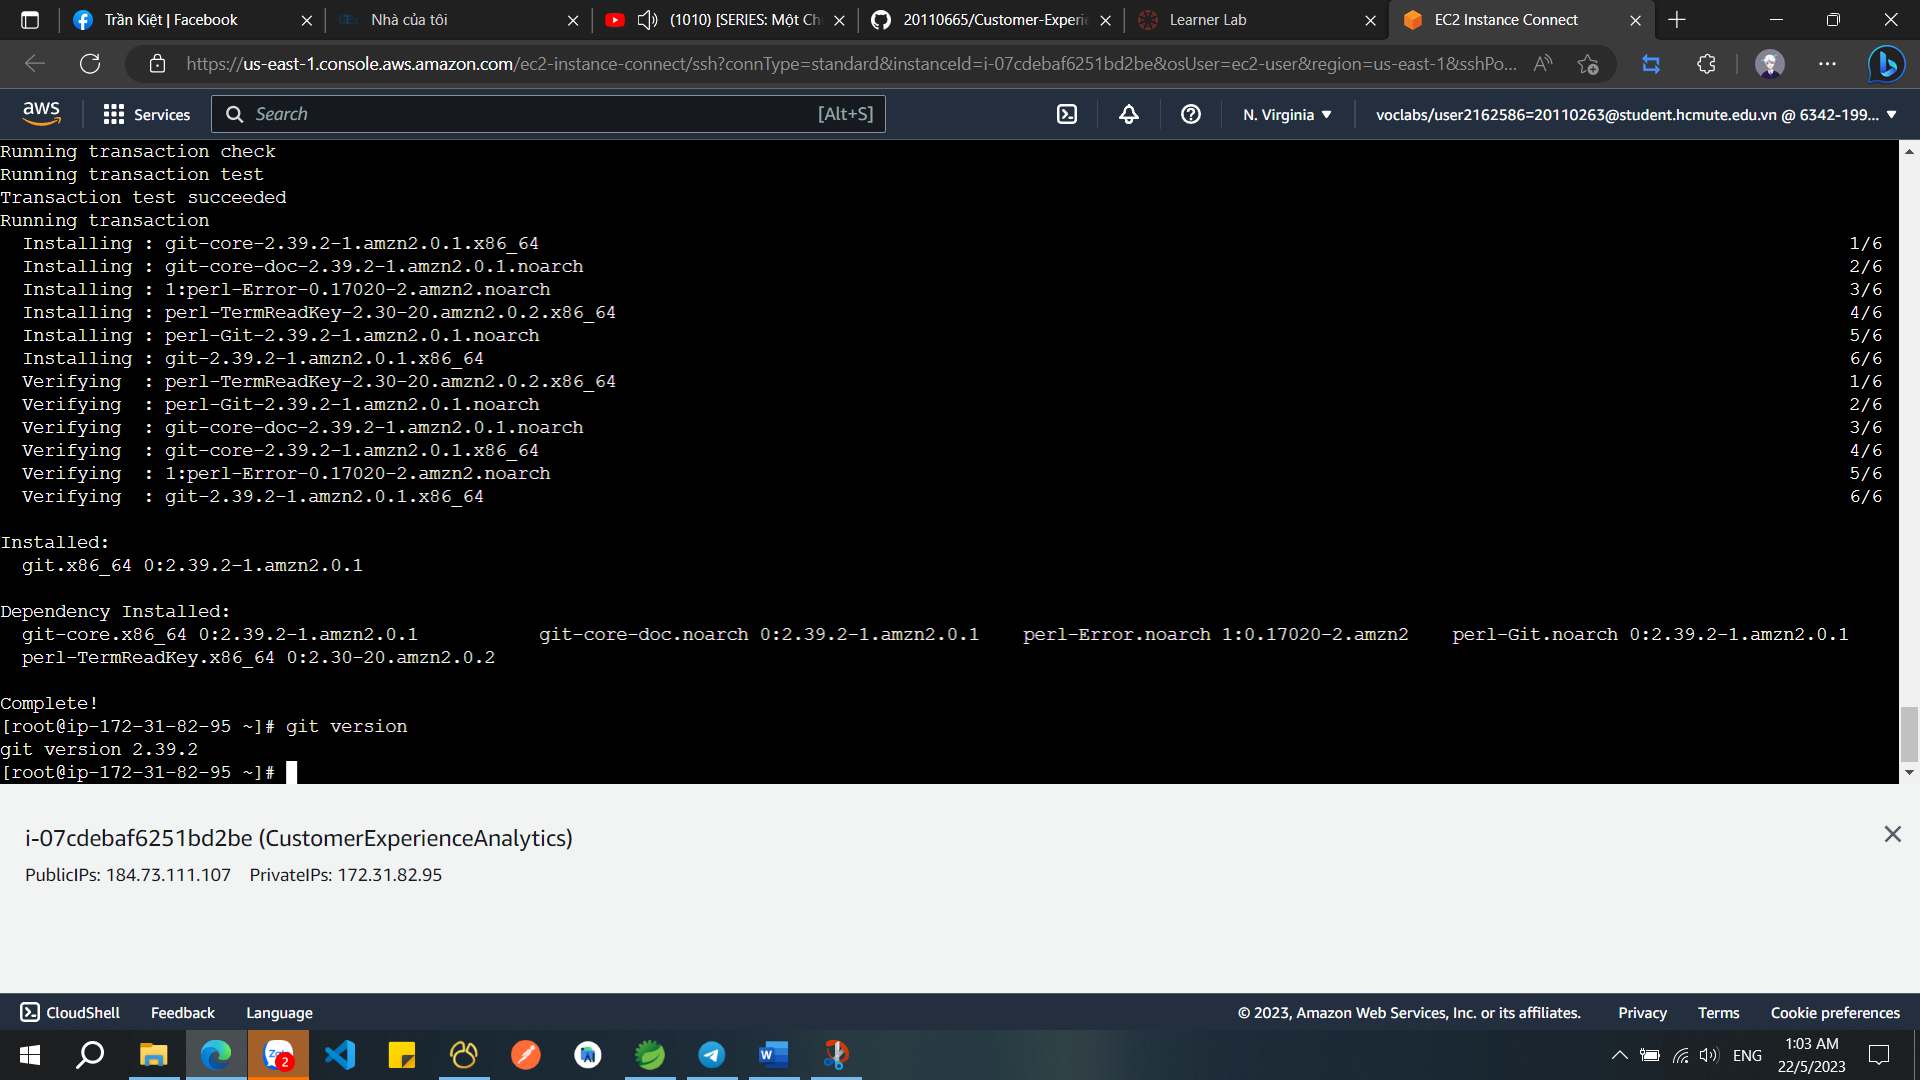 Trần Kiệt | Facebook
Nhà của tôi
(1010) [SERIES: Một Ch
20110665/Customer-Experie
Learner Lab
EC2 Instance Connect
https://us-east-1.console.aws.amazon.com/ec2-instance-connect/ssh?connType=standard&instanceId=i-07cdebaf6251bd2be&osUser=ec2-user&region=us-east-1&sshPo...
aws
Services
Search
[Alt+S]
N. Virginia
voclabs/user2162586=20110263@student.hcmute.edu.vn @ 6342-199...
Running transaction check
Running transaction test
Transaction test succeeded
Running transaction
Installing : git-core-2.39.2-1.amzn2.0.1.x86_64 1/6
Installing : git-core-doc-2.39.2-1.amzn2.0.1.noarch 2/6
Installing : 1:perl-Error-0.17020-2.amzn2.noarch 3/6
Installing : perl-TermReadKey-2.30-20.amzn2.0.2.x86_64 4/6
Installing : perl-Git-2.39.2-1.amzn2.0.1.noarch 5/6
Installing : git-2.39.2-1.amzn2.0.1.x86_64 6/6
Verifying : perl-TermReadKey-2.30-20.amzn2.0.2.x86_64 1/6
Verifying : perl-Git-2.39.2-1.amzn2.0.1.noarch 2/6
Verifying : git-core-doc-2.39.2-1.amzn2.0.1.noarch 3/6
Verifying : git-core-2.39.2-1.amzn2.0.1.x86_64 4/6
Verifying : 1:perl-Error-0.17020-2.amzn2.noarch 5/6
Verifying : git-2.39.2-1.amzn2.0.1.x86_64 6/6
Installed:
git.x86_64 0:2.39.2-1.amzn2.0.1
Dependency Installed:
git-core.x86_64 0:2.39.2-1.amzn2.0.1 git-core-doc.noarch 0:2.39.2-1.amzn2.0.1 perl-Error.noarch 1:0.17020-2.amzn2 perl-Git.noarch 0:2.39.2-1.amzn2.0.1
perl-TermReadKey.x86_64 0:2.30-20.amzn2.0.2
Complete!
[root@ip-172-31-82-95 ~]# git version
git version 2.39.2
[root@ip-172-31-82-95 ~]#
i-07cdebaf6251bd2be (CustomerExperienceAnalytics)
PublicIPs: 184.73.111.107 PrivateIPs: 172.31.82.95
CloudShell
Feedback
Language
© 2023, Amazon Web Services, Inc. or its affiliates.
Privacy
Terms
Cookie preferences
2
ENG
1:03 AM
22/5/2023